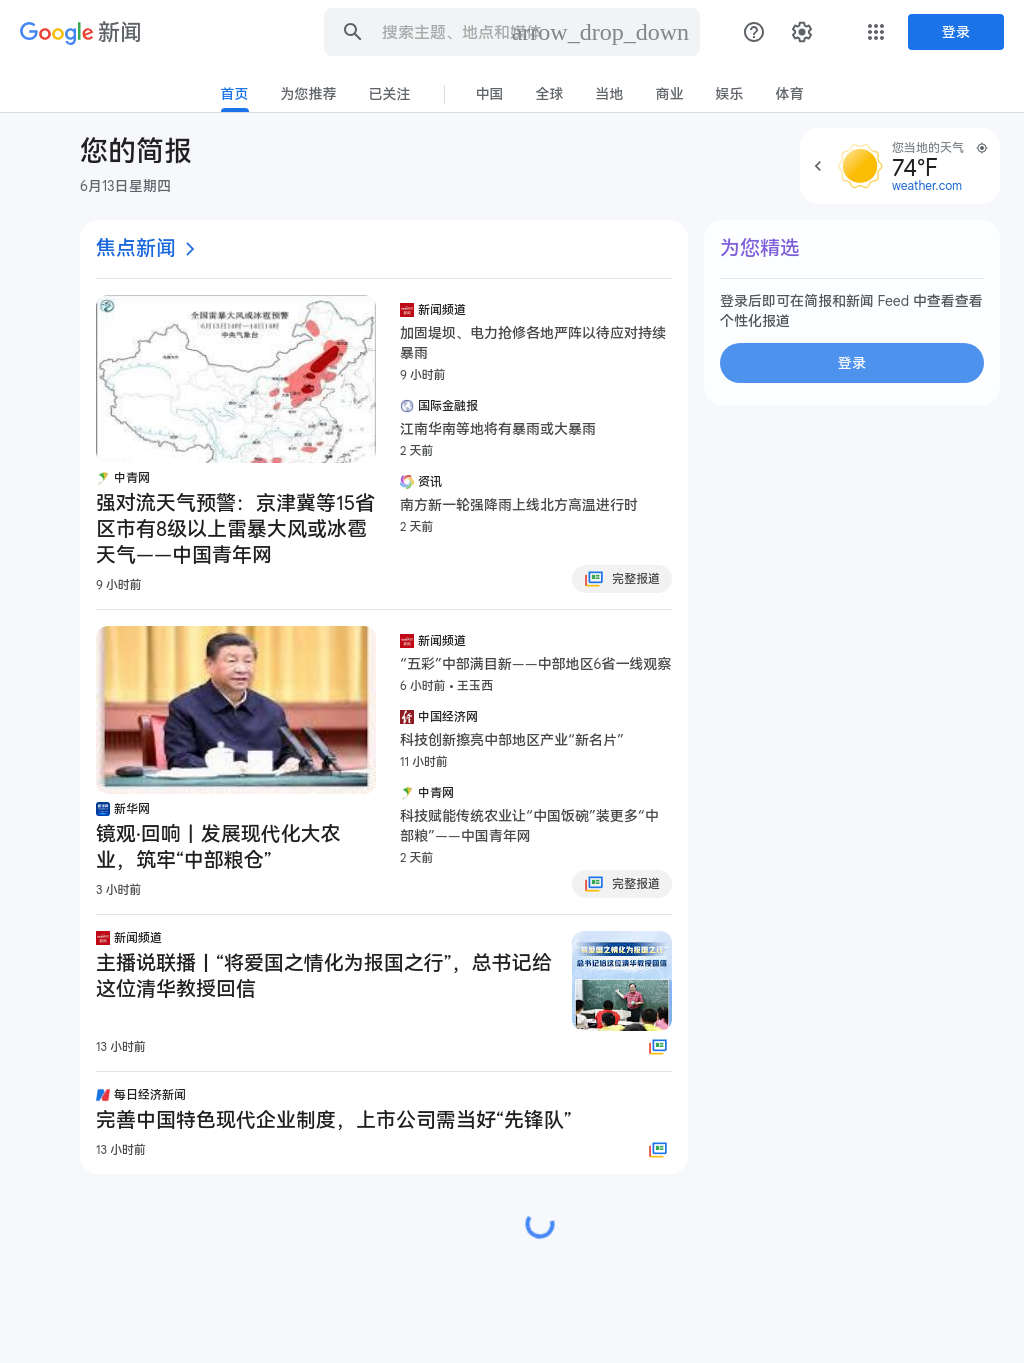 Google 新闻
搜索主题、地点和媒体
arrow_drop_down
登录
首页
为您推荐
已关注
中国
全球
当地
商业
娱乐
体育
您的简报
6月13日星期四
您当地的天气
74°F
weather.com
焦点新闻
全国雷暴大风或冰雹预警
6月13日14时—14日14时
中央气象台
中青网
强对流天气预警：京津冀等15省
区市有8级以上雷暴大风或冰雹
天气——中国青年网
9 小时前
新闻频道
加固堤坝、电力抢修各地严阵以待应对持续
暴雨
9 小时前
国际金融报
江南华南等地将有暴雨或大暴雨
2 天前
资讯
南方新一轮强降雨上线北方高温进行时
2 天前
完整报道
新华网
镜观·回响丨发展现代化大农
业，筑牢“中部粮仓”
3 小时前
新闻频道
“五彩”中部满目新——中部地区6省一线观察
6 小时前 • 王玉西
中国经济网
科技创新擦亮中部地区产业“新名片”
11 小时前
中青网
科技赋能传统农业让“中国饭碗”装更多“中
部粮”——中国青年网
2 天前
完整报道
新闻频道
主播说联播丨“将爱国之情化为报国之行”，总书记给
这位清华教授回信
13 小时前
“将爱国之情化为报国之行”
总书记给这位清华教授回信
每日经济新闻
完善中国特色现代企业制度，上市公司需当好“先锋队”
13 小时前
为您精选
登录后即可在简报和新闻 Feed 中查看查看
个性化报道
登录